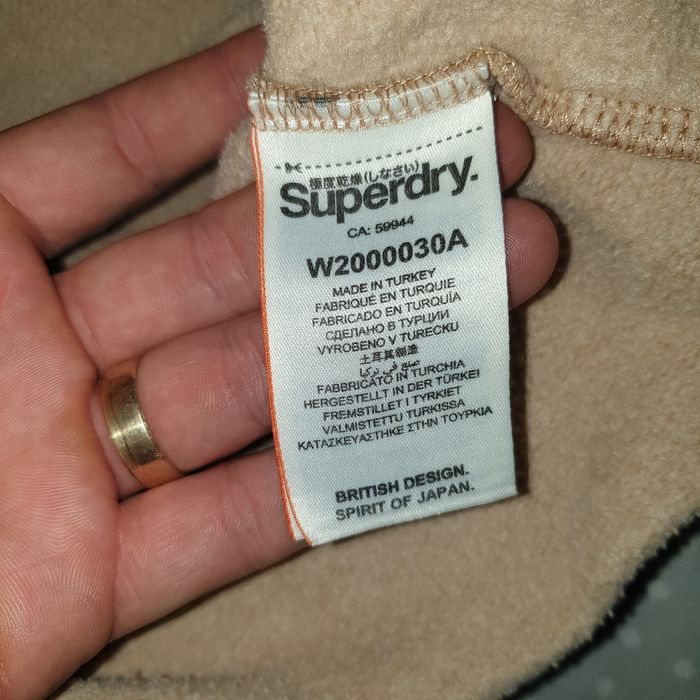 極度乾燥(しなさい)
Superdry.
CA: 59944
W2000030A
MADE IN TURKEY
FABRIQUÉ EN TURQUIE
FABRICADO EN TURQUÍA
СДЕЛАНО В ТУРЦИИ
VYROBENO V TURECKU
土耳其制造
صنع في تركيا
FABBRICATO IN TURCHIA
HERGESTELLT IN DER TÜRKEI
FREMSTILLET I TYRKIET
VALMISTETTU TURKISSA
ΚΑΤΑΣΚΕΥΑΣΤΗΚΕ ΣΤΗΝ ΤΟΥΡΚΙΑ
BRITISH DESIGN.
SPIRIT OF JAPAN.